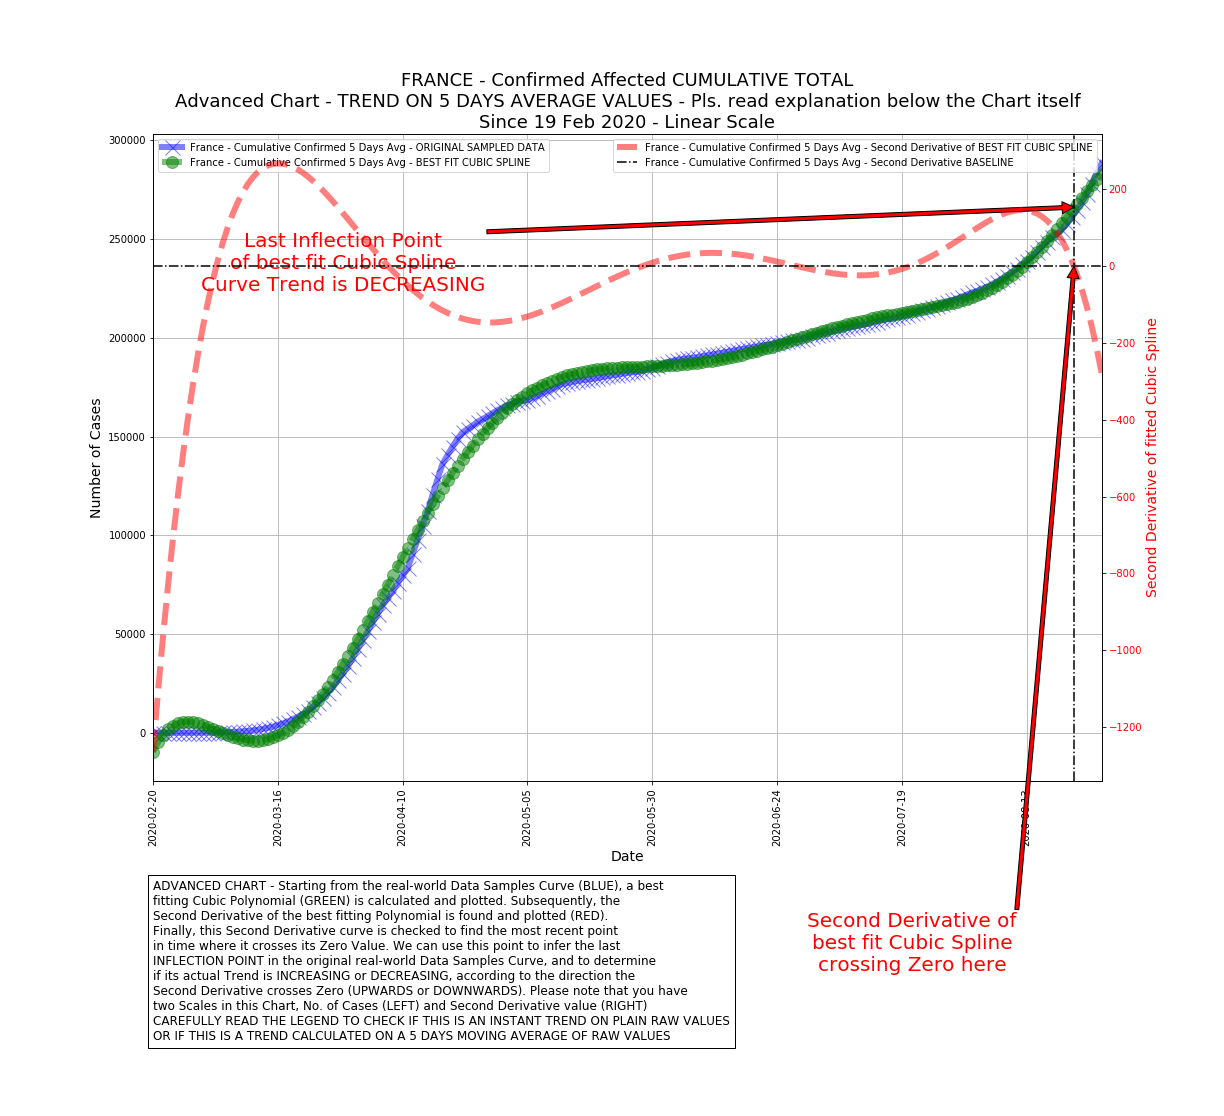 FRANCE - Confirmed Affected CUMULATIVE TOTAL
Advanced Chart - TREND ON 5 DAYS AVERAGE VALUES - Pls. read explanation below the Chart itself
Since 19 Feb 2020 - Linear Scale
France - Cumulative Confirmed 5 Days Avg - ORIGINAL SAMPLED DATA
France - Cumulative Confirmed 5 Days Avg - BEST FIT CUBIC SPLINE
France - Cumulative Confirmed 5 Days Avg - Second Derivative of BEST FIT CUBIC SPLINE
France - Cumulative Confirmed 5 Days Avg - Second Derivative BASELINE
Last Inflection Point
of best fit Cubic Spline
Curve Trend is DECREASING
Number of Cases
300000
250000
200000
150000
100000
50000
0
200
0
−200
−400
−600
−800
−1000
−1200
Second Derivative of fitted Cubic Spline
2020-02-20
2020-03-16
2020-04-10
2020-05-05
2020-05-30
2020-06-24
2020-07-19
2020-08-13
Date
Second Derivative of
best fit Cubic Spline
crossing Zero here
ADVANCED CHART - Starting from the real-world Data Samples Curve (BLUE), a best
fitting Cubic Polynomial (GREEN) is calculated and plotted. Subsequently, the
Second Derivative of the best fitting Polynomial is found and plotted (RED).
Finally, this Second Derivative curve is checked to find the most recent point
in time where it crosses its Zero Value. We can use this point to infer the last
INFLECTION POINT in the original real-world Data Samples Curve, and to determine
if its actual Trend is INCREASING or DECREASING, according to the direction the
Second Derivative crosses Zero (UPWARDS or DOWNWARDS). Please note that you have
two Scales in this Chart, No. of Cases (LEFT) and Second Derivative value (RIGHT)
CAREFULLY READ THE LEGEND TO CHECK IF THIS IS AN INSTANT TREND ON PLAIN RAW VALUES
OR IF THIS IS A TREND CALCULATED ON A 5 DAYS MOVING AVERAGE OF RAW VALUES